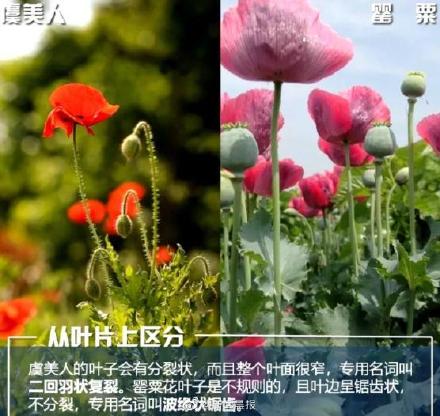 虞美人
罂粟
从叶片上区分
虞美人的叶子会有分裂状,而且叶面很窄,专用名词叫
二回羽状复裂。罂粟花叶子是不规则的,且叶边呈锯齿状,
不分裂,专用名词叫波缘状锯齿